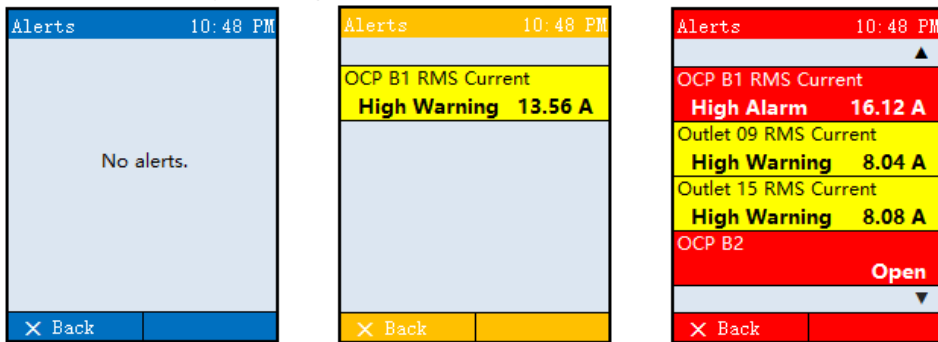 Alerts 10:48 PM
No alerts.
X Back
Alerts 10:48 PM
OCP B1 RMS Current
High Warning 13.56 A
X Back
Alerts 10:48 PM
▲
OCP B1 RMS Current
High Alarm 16.12 A
Outlet 09 RMS Current
High Warning 8.04 A
Outlet 15 RMS Current
High Warning 8.08 A
OCP B2
Open
▼
X Back